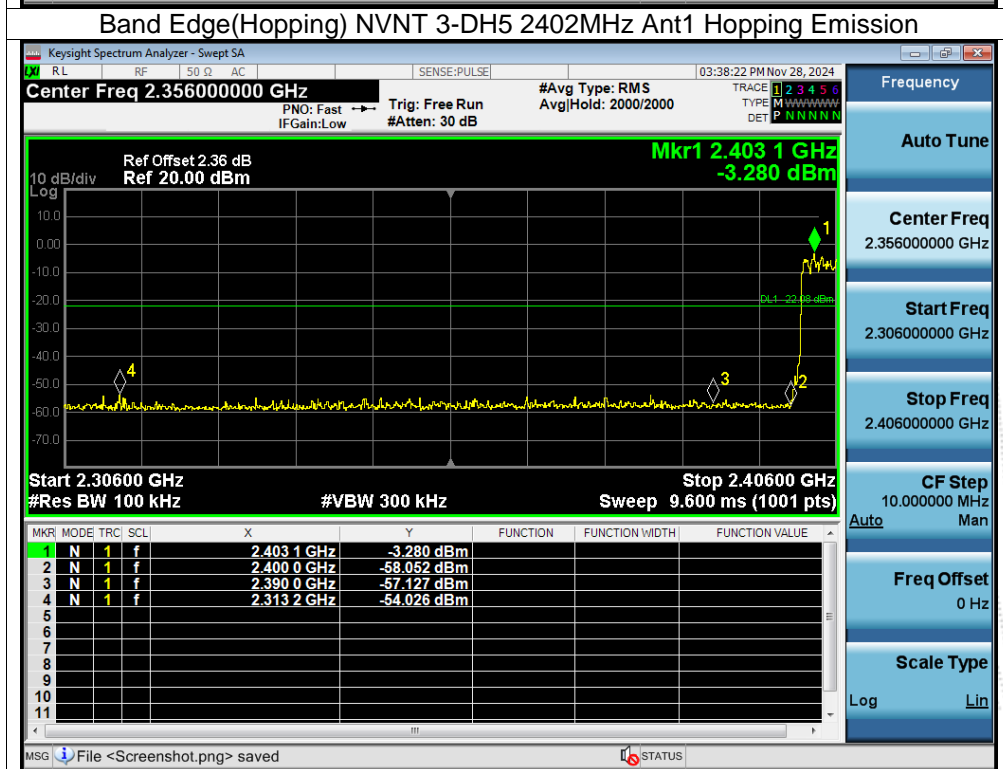 Band Edge(Hopping) NVNT 3-DH5 2402MHz Ant1 Hopping Emission
Keysight Spectrum Analyzer - Swept SA
LXI RL RF 50 Ω AC SENSE:PULSE 03:38:22 PM Nov 28, 2024
Center Freq 2.356000000 GHz
PNO: Fast
IFGain:Low
Trig: Free Run
#Atten: 30 dB
#Avg Type: RMS
Avg|Hold: 2000/2000
TRACE 1 2 3 4 5 6
TYPE M WWWWW
DET P N N N N N
Frequency
Auto Tune
Center Freq
2.356000000 GHz
Start Freq
2.306000000 GHz
Stop Freq
2.406000000 GHz
CF Step
10.000000 MHz
Auto Man
Freq Offset
0 Hz
Scale Type
Log Lin
Mkr1 2.403 1 GHz
-3.280 dBm
Ref Offset 2.36 dB
10 dB/div Ref 20.00 dBm
Log
10.0
0.00
-10.0
-20.0
-30.0
-40.0
-50.0
-60.0
-70.0
1
DL1 -22.08 dBm
4
3
2
Start 2.30600 GHz Stop 2.40600 GHz
#Res BW 100 kHz #VBW 300 kHz Sweep 9.600 ms (1001 pts)
MKR MODE TRC SCL X Y FUNCTION FUNCTION WIDTH FUNCTION VALUE
1 N 1 f 2.403 1 GHz -3.280 dBm
2 N 1 f 2.400 0 GHz -58.052 dBm
3 N 1 f 2.390 0 GHz -57.127 dBm
4 N 1 f 2.313 2 GHz -54.026 dBm
5
6
7
8
9
10
11
MSG File <Screenshot.png> saved STATUS